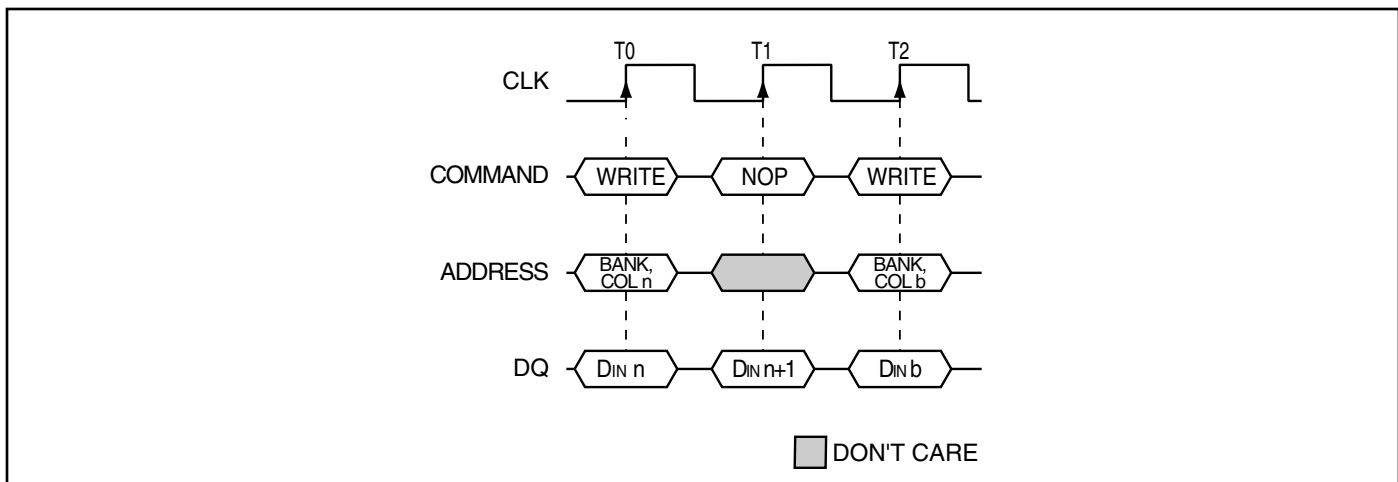 T0 T1 T2
CLK
COMMAND WRITE NOP WRITE
ADDRESS BANK, COL n BANK, COL b
DQ DIN n DIN n+1 DIN b
DON'T CARE